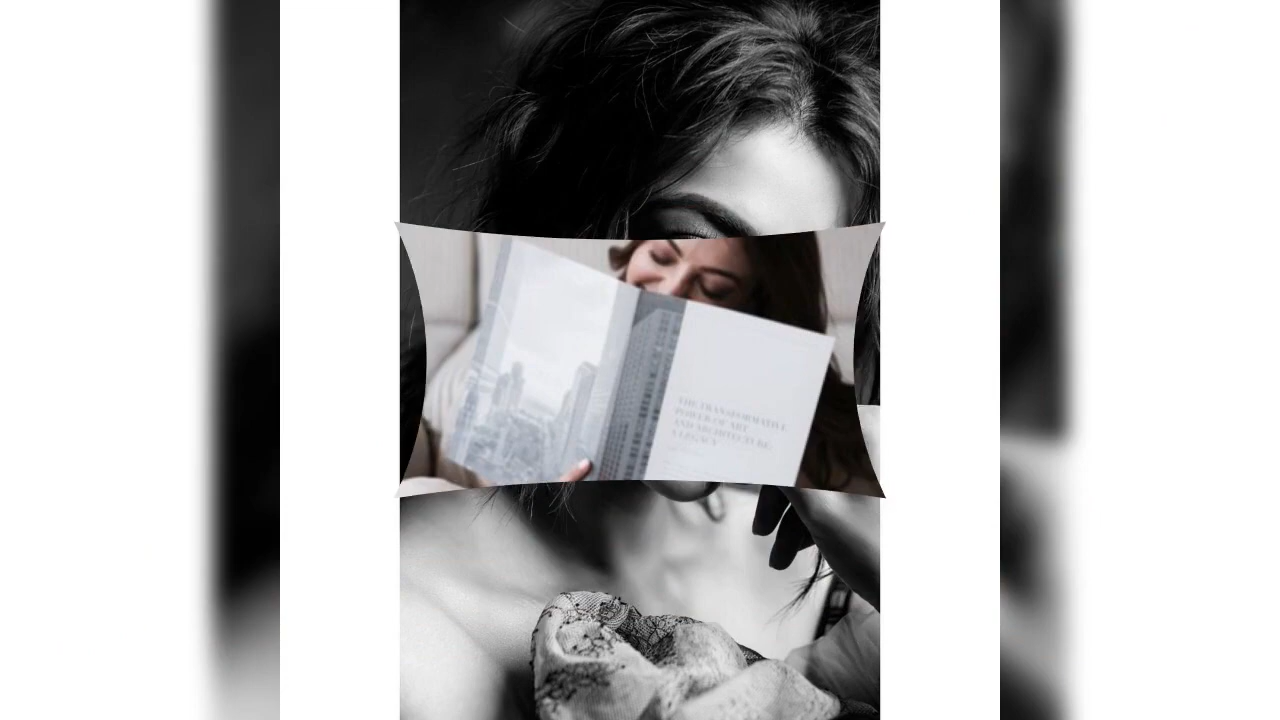 THE TRANSFORMATIVE
POWER OF ART
AND ARCHITECTURE:
A LEGACY